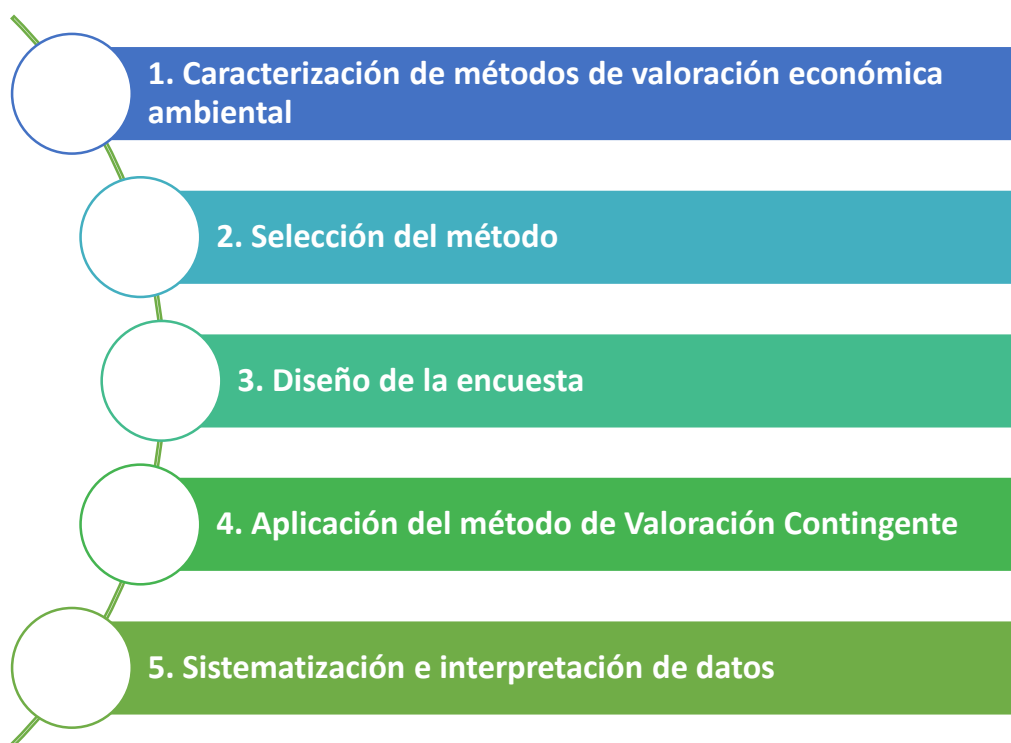 1. Caracterización de métodos de valoración económica
ambiental
2. Selección del método
3. Diseño de la encuesta
4. Aplicación del método de Valoración Contingente
5. Sistematización e interpretación de datos